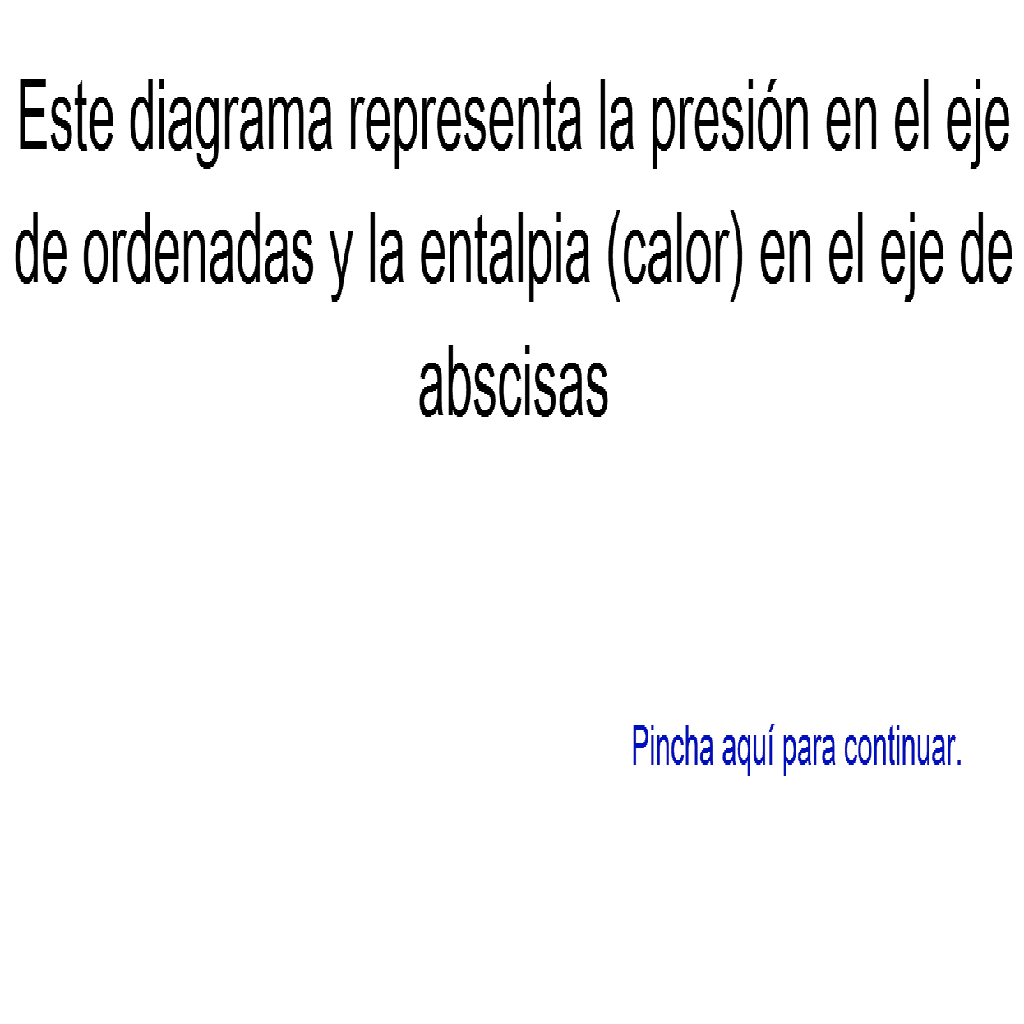 Este diagrama representa la presión en el eje
de ordenadas y la entalpia (calor) en el eje de
abscisas
Pincha aquí para continuar.